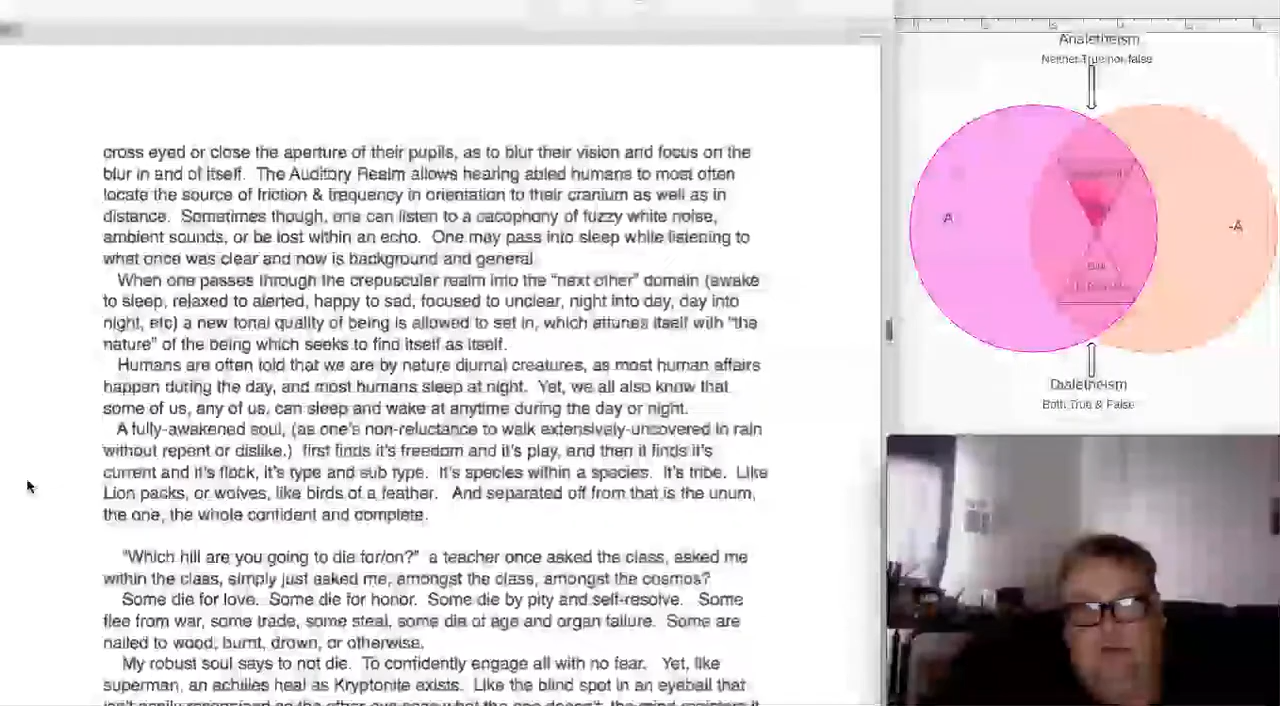 cross eyed or close the aperture of their pupils, as to blur their vision and focus on the
blur in and of itself.  The Auditory Realm allows hearing abled humans to most often
locate the source of friction & frequency in orientation to their cranium as well as in
distance.  Sometimes though, one can listen to a cacophony of fuzzy white noise,
ambient sounds, or be lost within an echo.  One may pass into sleep while listening to
what once was clear and now is background and general
When one passes through the crepuscular realm into the "next other" domain (awake
to sleep, relaxed to alerted, happy to sad, focused to unclear, night into day, day into
night, etc) a new tonal quality of being is allowed to set in, which attunes itself with "the
nature" of the being which seeks to find itself as itself.
Humans are often told that we are by nature diurnal creatures, as most human affairs
happen during the day, and most humans sleep at night.  Yet, we all also know that
some of us, any of us, can sleep and wake at anytime during the day or night.
A fully-awakened soul, (as one's non-reluctance to walk extensively-uncovered in rain
without repent or dislike.)  first finds it's freedom and it's play, and then it finds it's
current and it's flock, it's type and sub type.  It's species within a species.  It's tribe.  Like
Lion packs, or wolves, like birds of a feather.   And separated off from that is the unum,
the one, the whole confident and complete.
"Which hill are you going to die for/on?"  a teacher once asked the class, asked me
within the class, simply just asked me, amongst the class, amongst the cosmos?
Some die for love.  Some die for honor.  Some die by pity and self-resolve.   Some
flee from war, some trade, some steal, some die of age and organ failure.  Some are
nailed to wood, burnt, drown, or otherwise.
My robust soul says to not die.  To confidently engage all with no fear.   Yet, like
superman, an achilles heal as Kryptonite exists.  Like the blind spot in an eyeball that
isn't easily recognized as the other eye sees what the one doesn't, the mind registers it
Analetheism
Neither True nor false
A
-A
Dialetheism
Both True & False